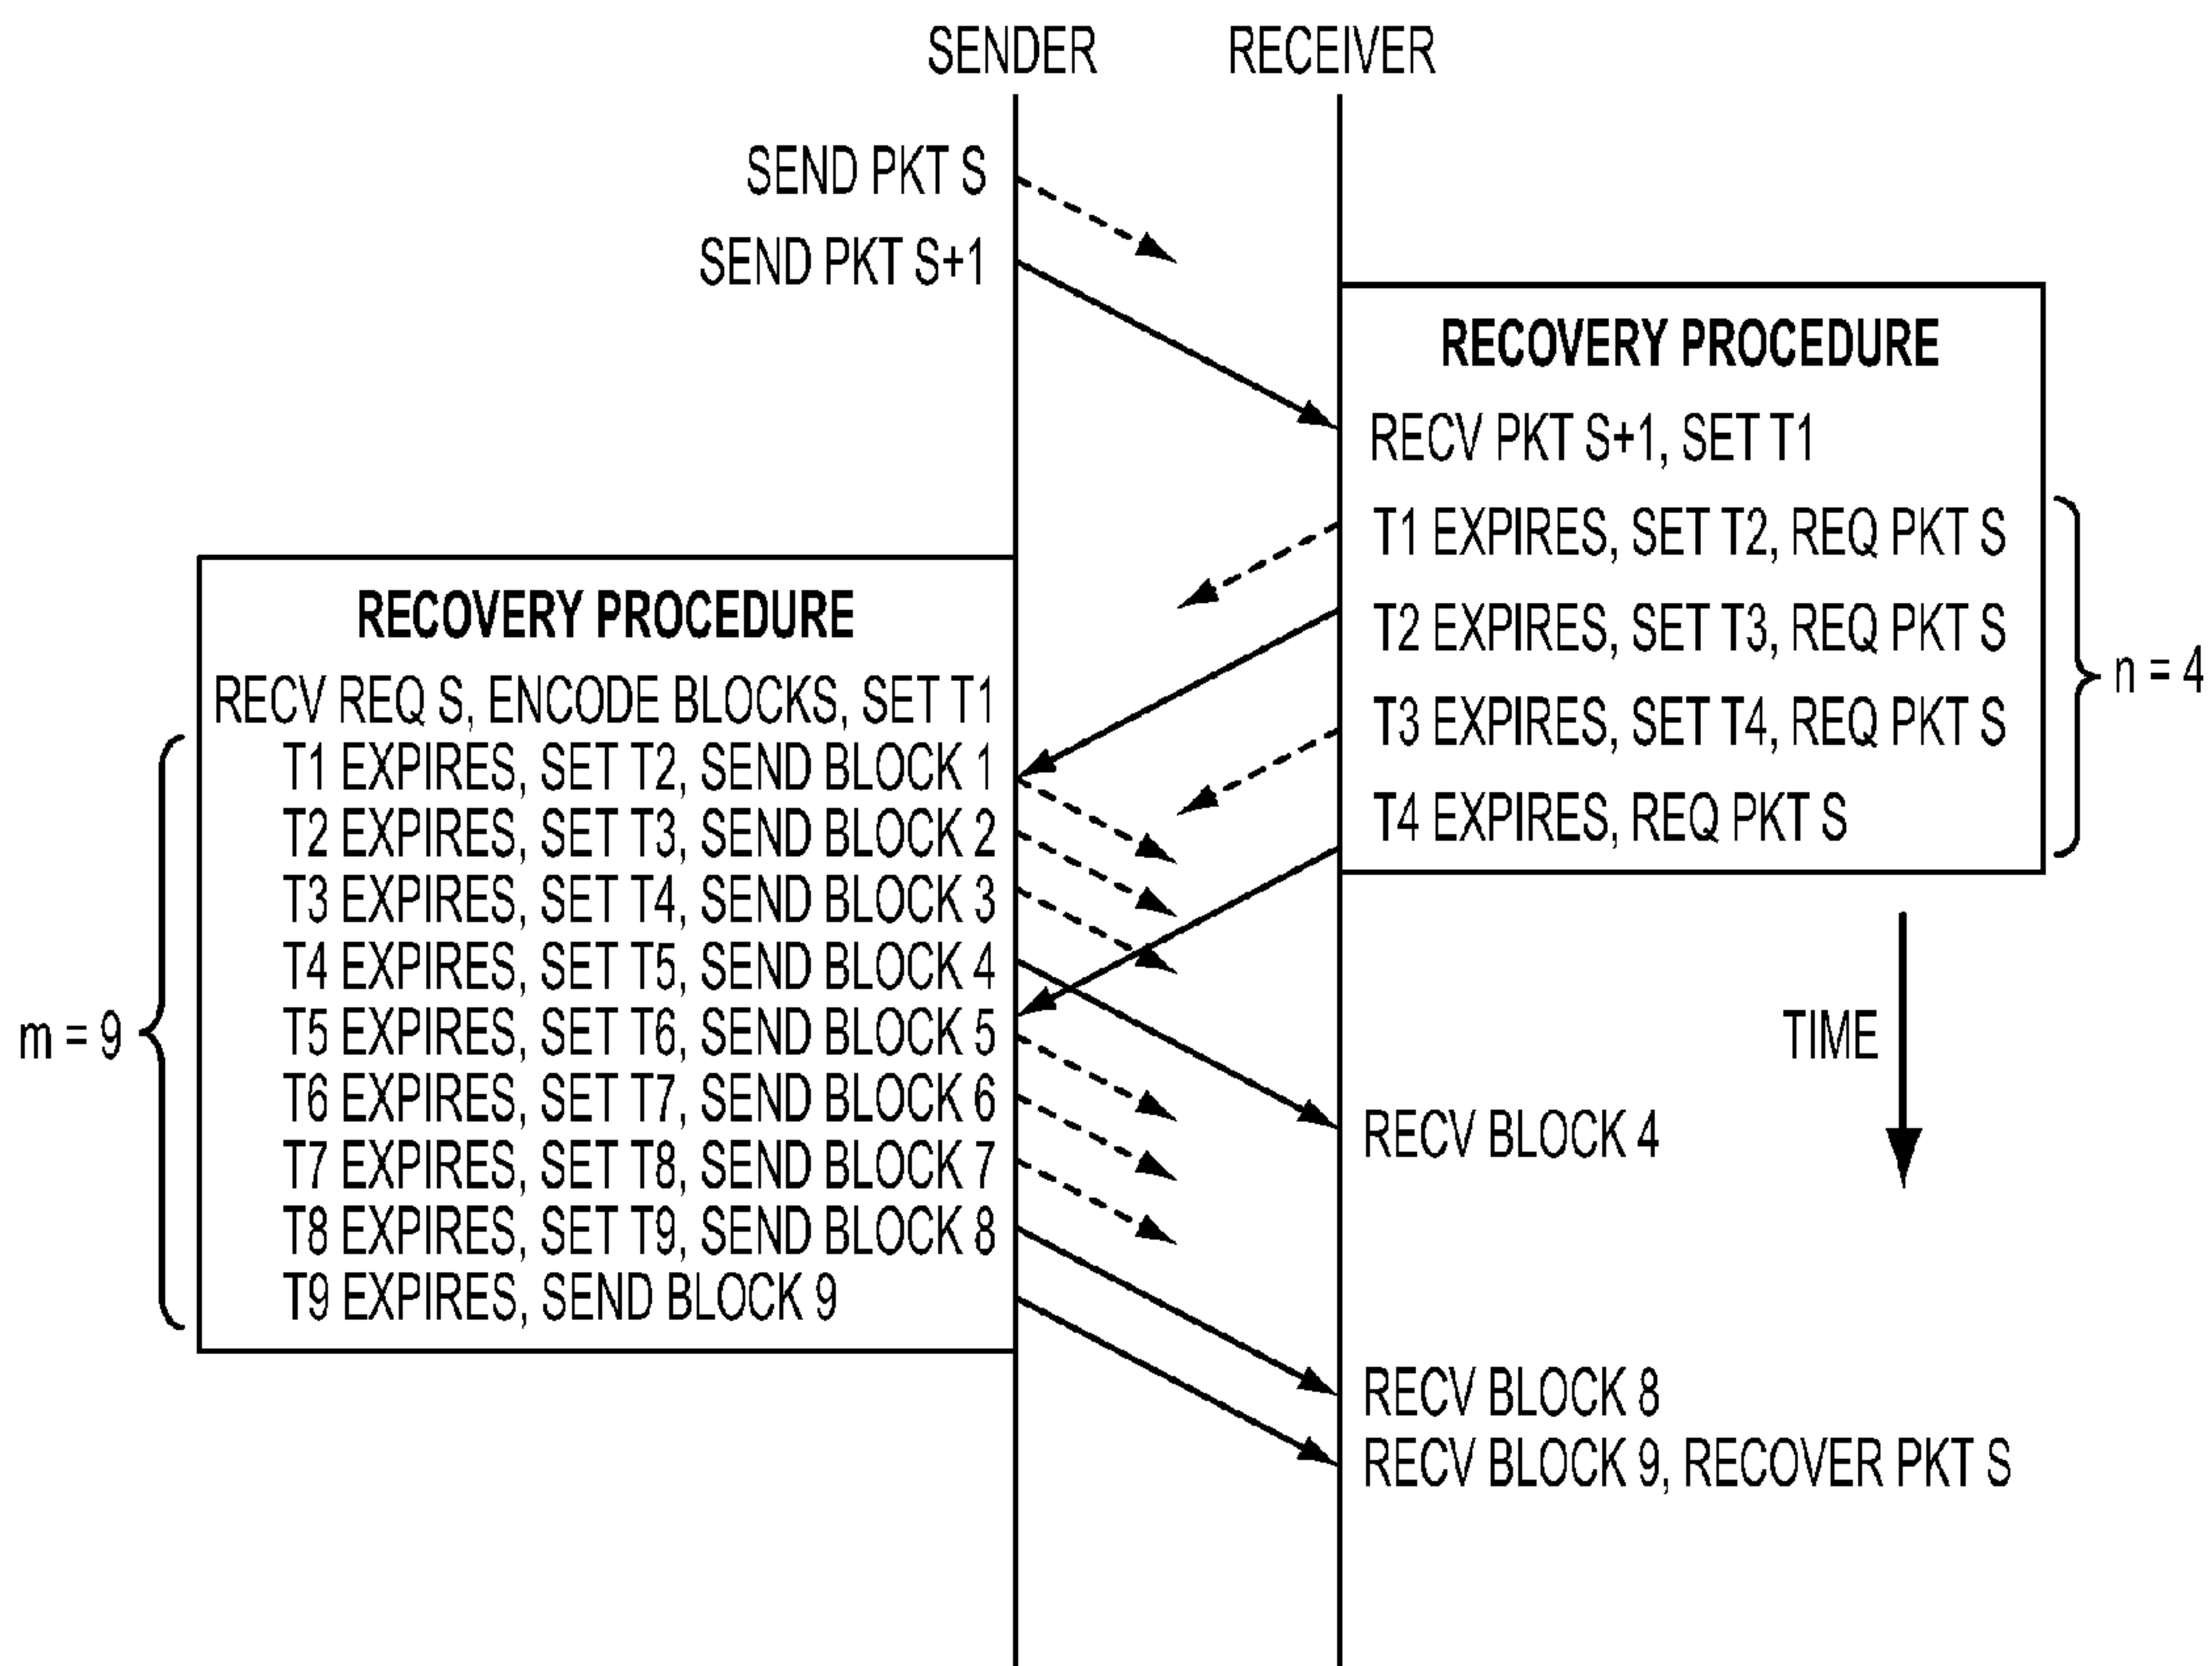 SENDER
RECEIVER
SEND PKT S
SEND PKT S+1
RECOVERY PROCEDURE
RECV PKT S+1, SET T1
T1 EXPIRES, SET T2, REQ PKT S
T2 EXPIRES, SET T3, REQ PKT S
T3 EXPIRES, SET T4, REQ PKT S
T4 EXPIRES, REQ PKT S
n = 4
RECOVERY PROCEDURE
RECV REQ S, ENCODE BLOCKS, SET T1
T1 EXPIRES, SET T2, SEND BLOCK 1
T2 EXPIRES, SET T3, SEND BLOCK 2
T3 EXPIRES, SET T4, SEND BLOCK 3
T4 EXPIRES, SET T5, SEND BLOCK 4
T5 EXPIRES, SET T6, SEND BLOCK 5
T6 EXPIRES, SET T7, SEND BLOCK 6
T7 EXPIRES, SET T8, SEND BLOCK 7
T8 EXPIRES, SET T9, SEND BLOCK 8
T9 EXPIRES, SEND BLOCK 9
m = 9
TIME
RECV BLOCK 4
RECV BLOCK 8
RECV BLOCK 9, RECOVER PKT S